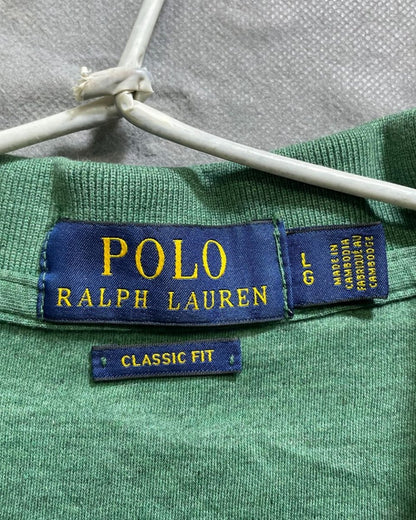 POLO
RALPH LAUREN
L
G
MADE IN
CAMBODIA
FABRIQUÉ AU
CAMBODGE
CLASSIC FIT